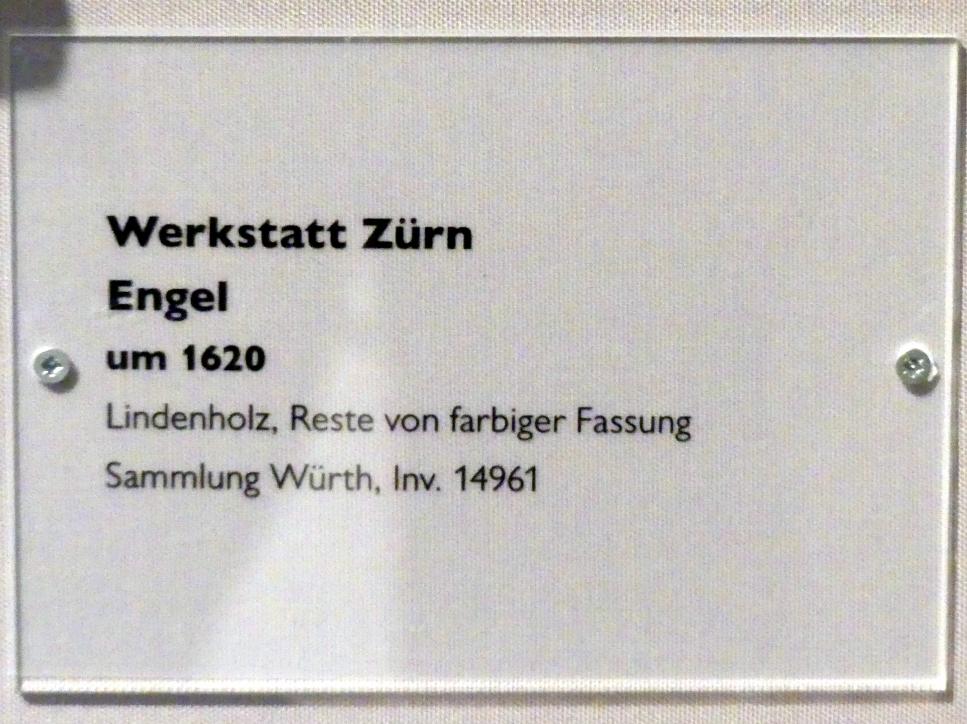 Werkstatt Zürn
Engel
um 1620
Lindenholz, Reste von farbiger Fassung
Sammlung Würth, Inv. 14961